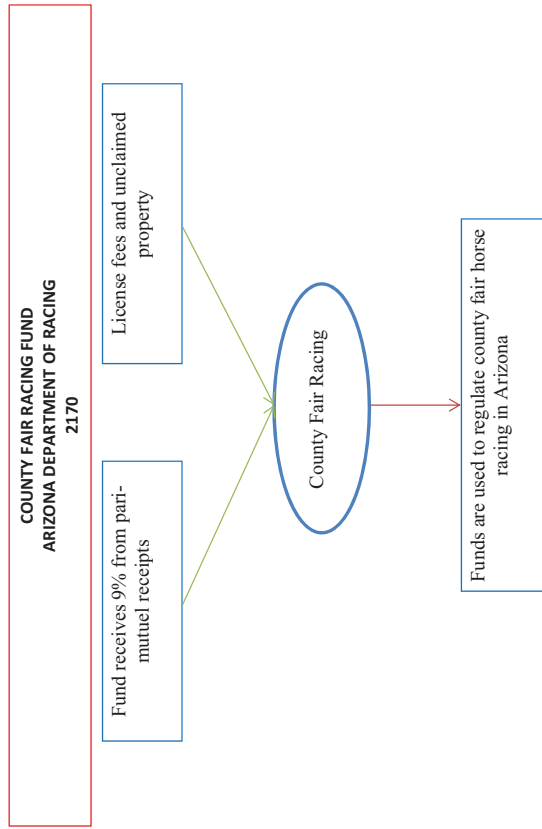 COUNTY FAIR RACING FUND
ARIZONA DEPARTMENT OF RACING
2170
Fund receives 9% from pari-
mutuel receipts
License fees and unclaimed
property
County Fair Racing
Funds are used to regulate county fair horse
racing in Arizona